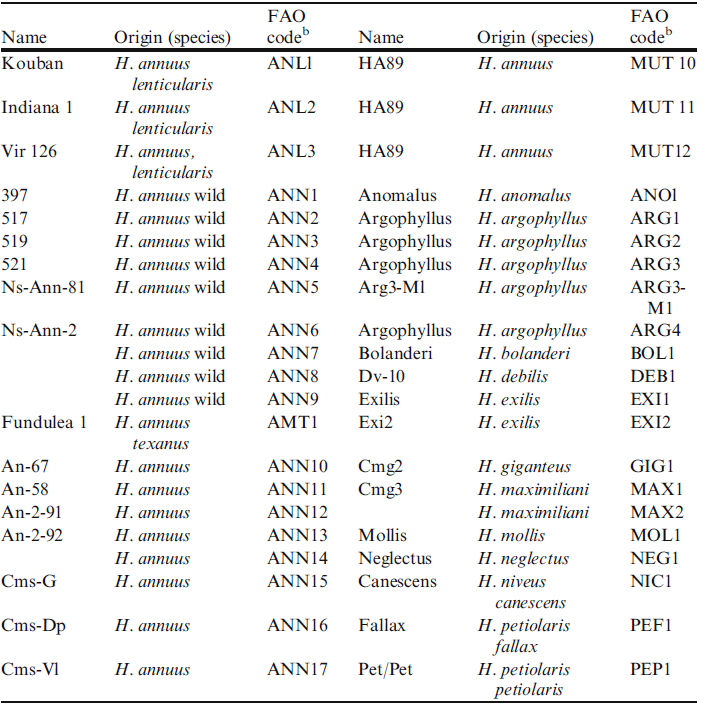 Name Origin (species) FAO code^b Name Origin (species) FAO code^b
Kouban H. annuus lenticularis ANLl HA89 H. annuus MUT 10
Indiana 1 H. annuus lenticularis ANL2 HA89 H. annuus MUT 11
Vir 126 H. annuus, lenticularis ANL3 HA89 H. annuus MUT12
397 H. annuus wild ANN1 Anomalus H. anomalus ANOl
517 H. annuus wild ANN2 Argophyllus H. argophyllus ARG1
519 H. annuus wild ANN3 Argophyllus H. argophyllus ARG2
521 H. annuus wild ANN4 Argophyllus H. argophyllus ARG3
Ns-Ann-81 H. annuus wild ANN5 Arg3-Ml H. argophyllus ARG3-M1
Ns-Ann-2 H. annuus wild ANN6 Argophyllus H. argophyllus ARG4
H. annuus wild ANN7 Bolanderi H. bolanderi BOL1
H. annuus wild ANN8 Dv-10 H. debilis DEB1
H. annuus wild ANN9 Exilis H. exilis EXI1
Fundulea 1 H. annuus texanus AMT1 Exi2 H. exilis EXI2
An-67 H. annuus ANN10 Cmg2 H. giganteus GIG1
An-58 H. annuus ANN11 Cmg3 H. maximiliani MAX1
An-2-91 H. annuus ANN12 H. maximiliani MAX2
An-2-92 H. annuus ANN13 Mollis H. mollis MOL1
H. annuus ANN14 Neglectus H. neglectus NEG1
Cms-G H. annuus ANN15 Canescens H. niveus canescens NIC1
Cms-Dp H. annuus ANN16 Fallax H. petiolaris fallax PEF1
Cms-Vl H. annuus ANN17 Pet/Pet H. petiolaris petiolaris PEP1